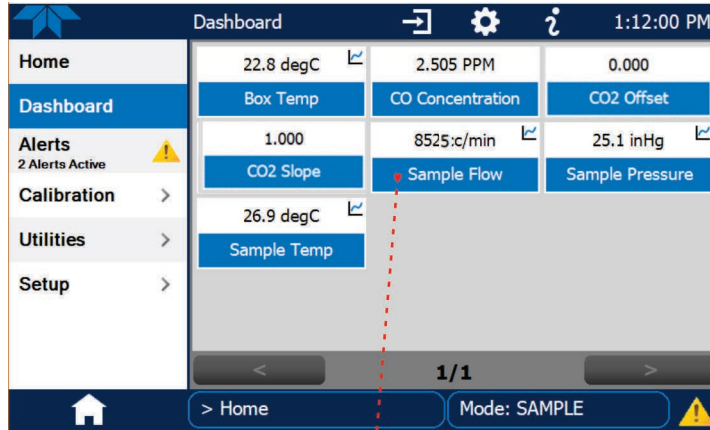 Dashboard
1:12:00 PM
Home
Dashboard
Alerts
2 Alerts Active
Calibration >
Utilities >
Setup >
22.8 degC
Box Temp
2.505 PPM
CO Concentration
0.000
CO2 Offset
1.000
CO2 Slope
8525:c/min
Sample Flow
25.1 inHg
Sample Pressure
26.9 degC
Sample Temp
< 1/1 >
> Home
Mode: SAMPLE